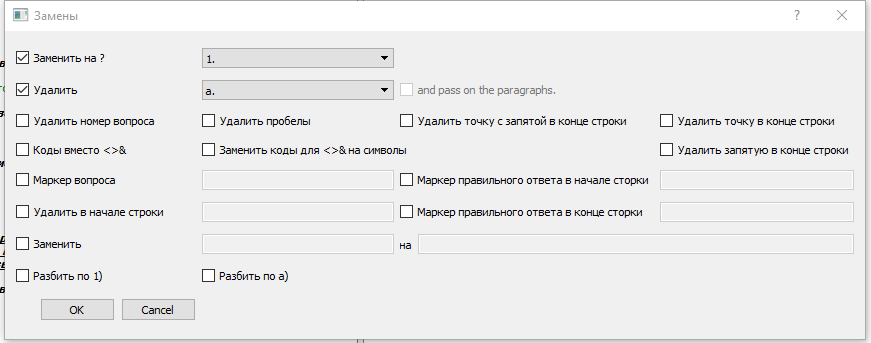 Замены
Заменить на ? 1.
Удалить a. and pass on the paragraphs.
Удалить номер вопроса Удалить пробелы Удалить точку с запятой в конце строки Удалить точку в конце строки
Коды вместо <>& Заменить коды для <>& на символы Удалить запятую в конце строки
Маркер вопроса Маркер правильного ответа в начале сторки
Удалить в начале строки Маркер правильного ответа в конце сторки
Заменить на
Разбить по 1) Разбить по a)
OK Cancel